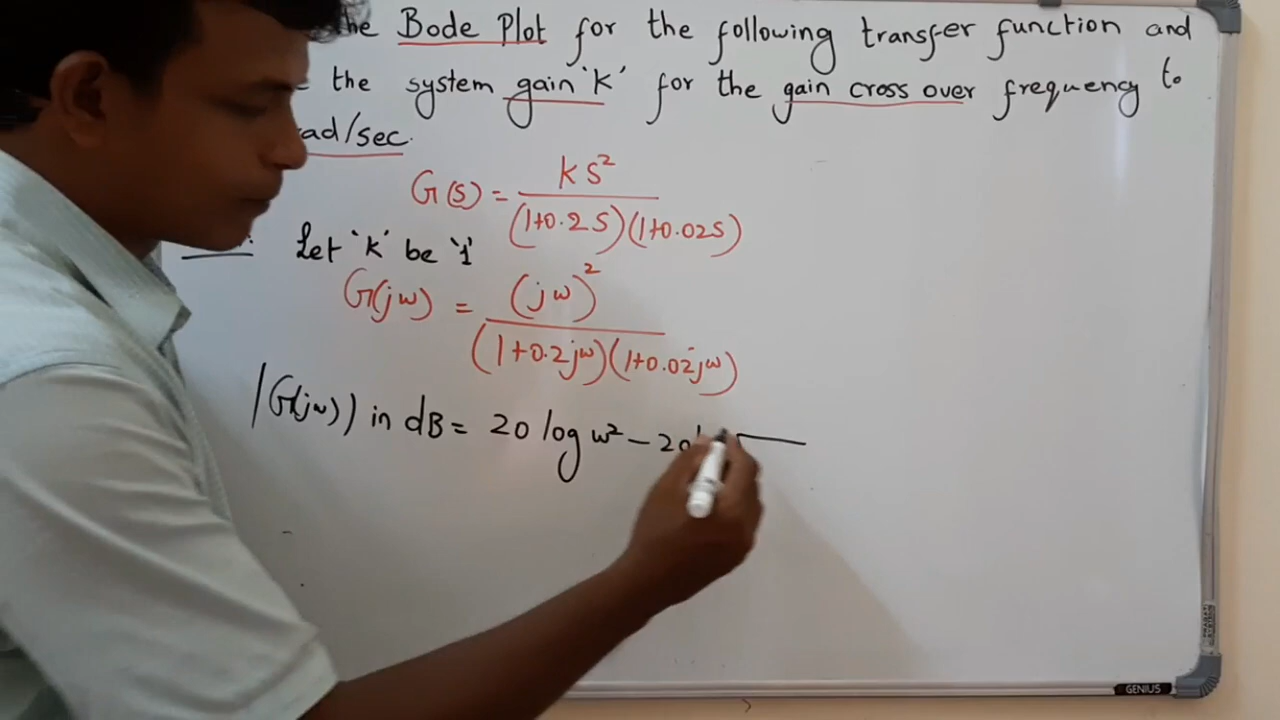 the Bode Plot for the following transfer function and
the system gain 'K' for the gain cross over frequency to
rad/sec.
G(s) = KS² / (1+0.2S)(1+0.02S)
Let 'K' be '1'
G(jω) = (jω)² / (1+0.2jω)(1+0.02jω)
|G(jω)| in dB = 20 log ω² – 20
GENIUS